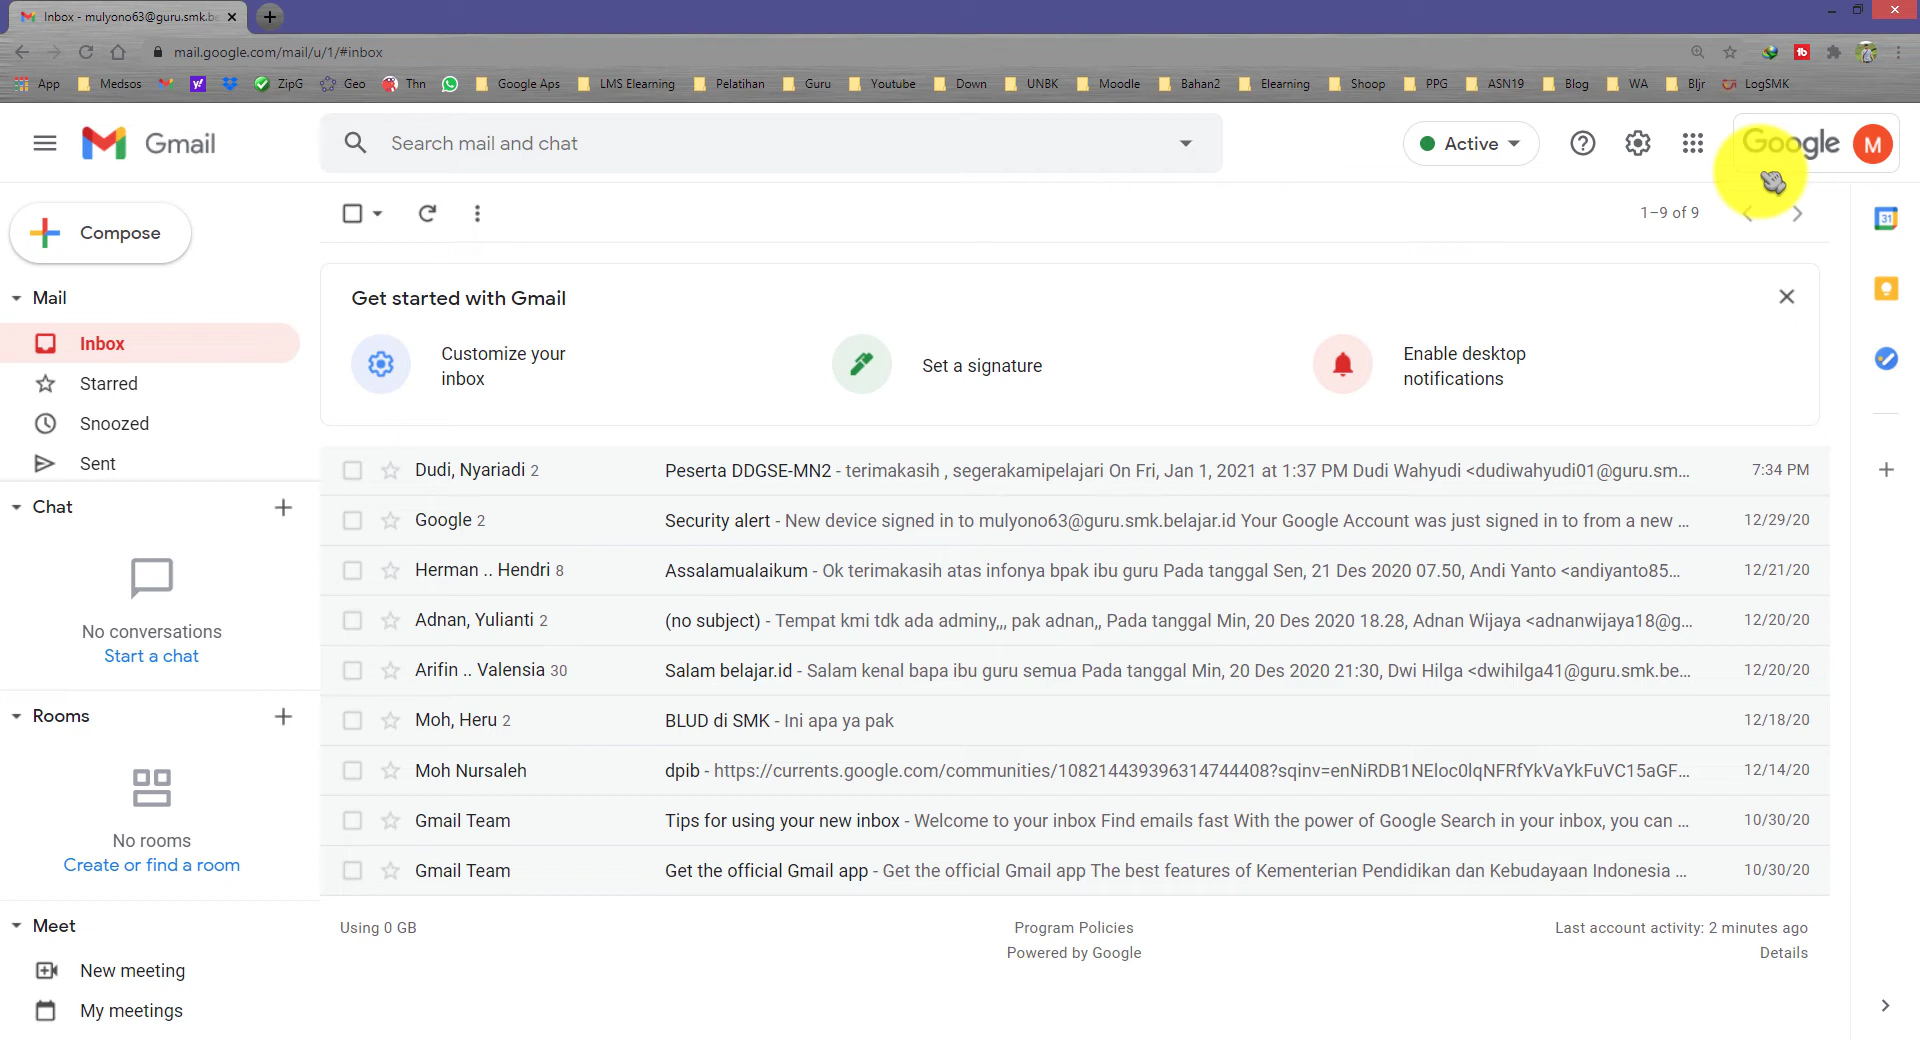 Inbox - mulyono63@guru.smk.be
mail.google.com/mail/u/1/#inbox
App Medsos ZipG Geo Thn Google Aps LMS Elearning Pelatihan Guru Youtube Down UNBK Moodle Bahan2 Elearning Shoop PPG ASN19 Blog WA Bljr LogSMK
Gmail
Search mail and chat
Active
Google M
Compose
1–9 of 9
31
Mail
Inbox
Starred
Snoozed
Sent
Chat
No conversations
Start a chat
Rooms
No rooms
Create or find a room
Meet
New meeting
My meetings
Get started with Gmail
Customize your
inbox
Set a signature
Enable desktop
notifications
Dudi, Nyariadi 2 Peserta DDGSE-MN2 - terimakasih , segerakamipelajari On Fri, Jan 1, 2021 at 1:37 PM Dudi Wahyudi <dudiwahyudi01@guru.sm... 7:34 PM
Google 2 Security alert - New device signed in to mulyono63@guru.smk.belajar.id Your Google Account was just signed in to from a new ... 12/29/20
Herman .. Hendri 8 Assalamualaikum - Ok terimakasih atas infonya bpak ibu guru Pada tanggal Sen, 21 Des 2020 07.50, Andi Yanto <andiyanto85... 12/21/20
Adnan, Yulianti 2 (no subject) - Tempat kmi tdk ada adminy,,, pak adnan,, Pada tanggal Min, 20 Des 2020 18.28, Adnan Wijaya <adnanwijaya18@g... 12/20/20
Arifin .. Valensia 30 Salam belajar.id - Salam kenal bapa ibu guru semua Pada tanggal Min, 20 Des 2020 21:30, Dwi Hilga <dwihilga41@guru.smk.be... 12/20/20
Moh, Heru 2 BLUD di SMK - Ini apa ya pak 12/18/20
Moh Nursaleh dpib - https://currents.google.com/communities/108214439396314744408?sqinv=enNiRDB1NEloc0lqNFRfYkVaYkFuVC15aGF... 12/14/20
Gmail Team Tips for using your new inbox - Welcome to your inbox Find emails fast With the power of Google Search in your inbox, you can ... 10/30/20
Gmail Team Get the official Gmail app - Get the official Gmail app The best features of Kementerian Pendidikan dan Kebudayaan Indonesia ... 10/30/20
Using 0 GB
Program Policies
Powered by Google
Last account activity: 2 minutes ago
Details